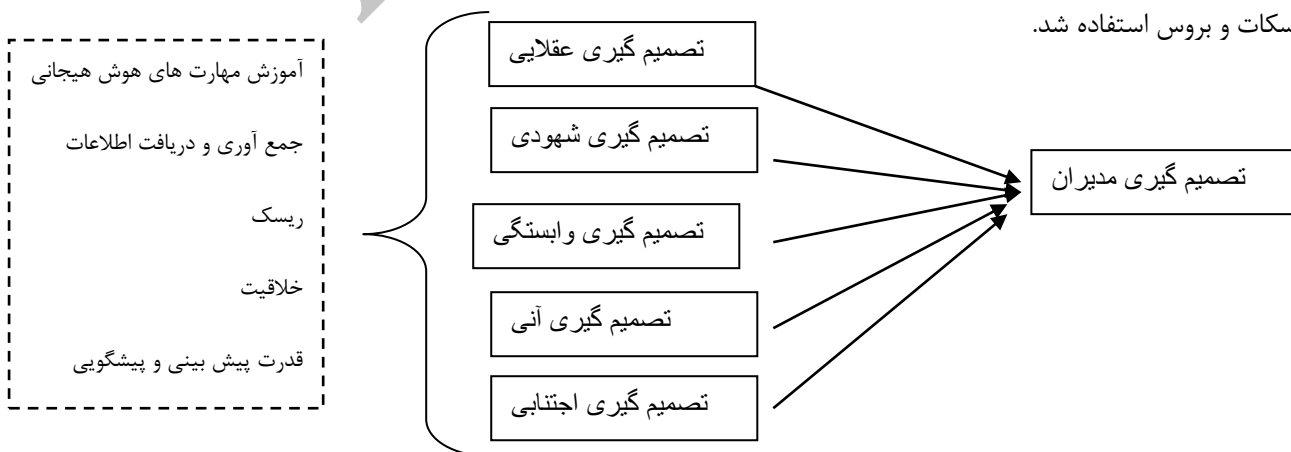 سکات و بروس استفاده شد.
تصمیم گیری مدیران
تصمیم گیری عقلایی
تصمیم گیری شهودی
تصمیم گیری وابستگی
تصمیم گیری آنی
تصمیم گیری اجتنابی
آموزش مهارت های هوش هیجانی
جمع آوری و دریافت اطلاعات
ریسک
خلاقیت
قدرت پیش بینی و پیشگویی